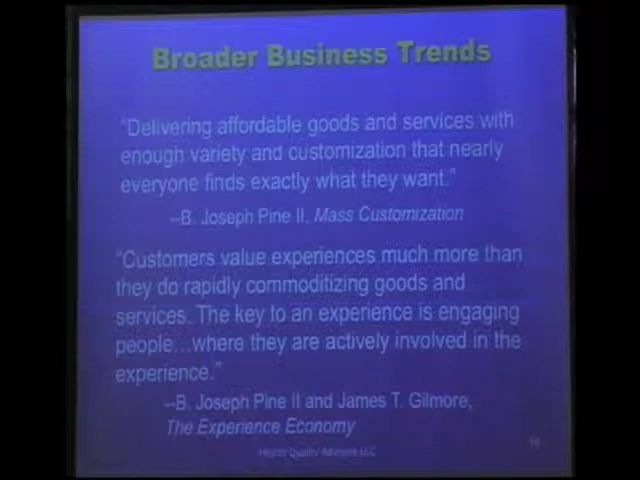 Broader Business Trends
“Delivering affordable goods and services with
enough variety and customization that nearly
everyone finds exactly what they want.”
--B. Joseph Pine II, Mass Customization
“Customers value experiences much more than
they do rapidly commoditizing goods and
services. The key to an experience is engaging
people…where they are actively involved in the
experience.”
--B. Joseph Pine II and James T. Gilmore,
The Experience Economy
Health Quality Advisors LLC